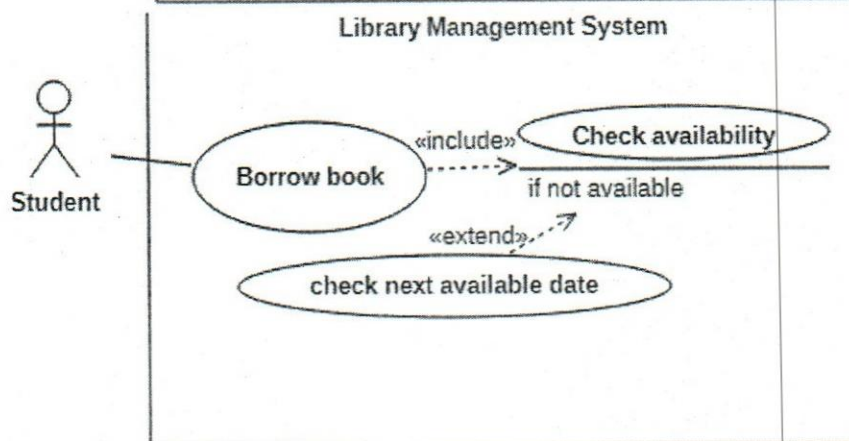 Library Management System
«include»
Check availability
Borrow book
if not available
Student
«extend»
check next available date